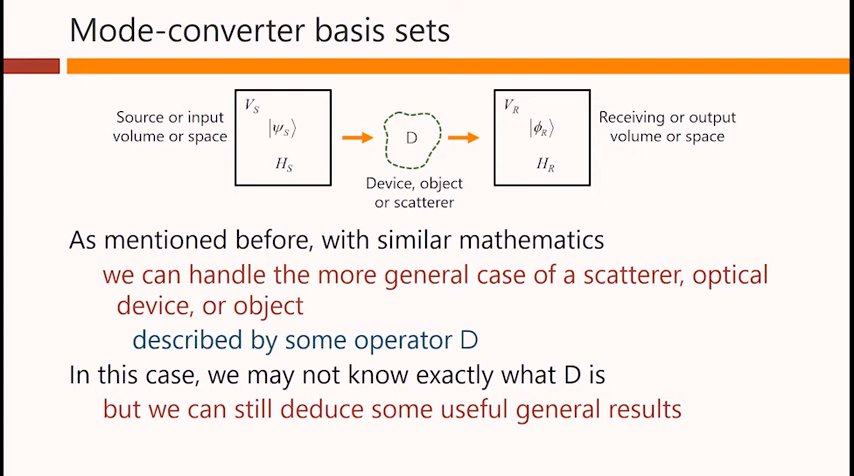 Mode-converter basis sets
Source or input
volume or space
V_S
|ψ_S⟩
H_S
D
Device, object
or scatterer
V_R
|ϕ_R⟩
H_R
Receiving or output
volume or space
As mentioned before, with similar mathematics
we can handle the more general case of a scatterer, optical
device, or object
described by some operator D
In this case, we may not know exactly what D is
but we can still deduce some useful general results